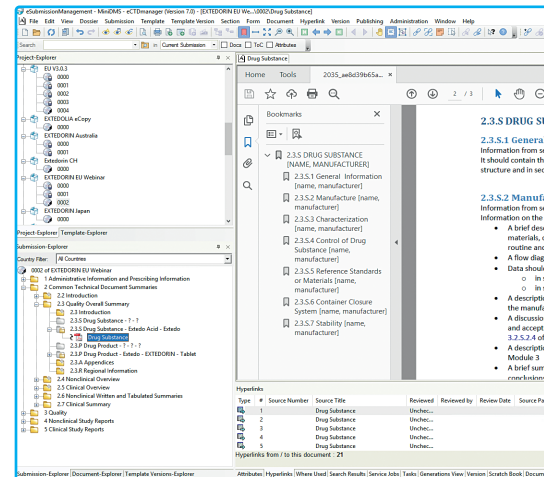 eSubmissionManagement - MiniDMS - eCTDmanager (Version 7.0) - [EXTEDORIN EU We...\0002\Drug Substance]
File Edit View Dossier Submission Template Template Version Section Form Document Hyperlink Version Publishing Administration Window Help
Search in: Current Submission Docs ToC Attributes
Project-Explorer
EU V3.0.3
0000
0001
0002
0003
0004
EXTEDOLIA eCopy
0000
EXTEDORIN Australia
0000
0001
Extedorin CH
0000
EXTEDORIN EU Webinar
0000
0001
0002
EXTEDORIN Japan
0000
Project-Explorer Template-Explorer
Submission-Explorer
Country Filter: All Countries
0002 of EXTEDORIN EU Webinar
1 Administrative Information and Prescribing Information
2 Common Technical Document Summaries
2.2 Introduction
2.3 Quality Overall Summary
2.3 Introduction
2.3.S Drug Substance - ? - ?
2.3.S Drug Substance - Extedo Acid - Extedo
Drug Substance
2.3.P Drug Product - ? - ? - ?
2.3.P Drug Product - Extedo - EXTEDORIN - Tablet
2.3.A Appendices
2.3.R Regional Information
2.4 Nonclinical Overview
2.5 Clinical Overview
2.6 Nonclinical Written and Tabulated Summaries
2.7 Clinical Summary
3 Quality
4 Nonclinical Study Reports
5 Clinical Study Reports
Submission-Explorer Document-Explorer Template Versions-Explorer
Drug Substance
Home Tools 2035_ae8d39b65a... ×
2 / 3
Bookmarks
2.3.S DRUG SUBSTANCE
[NAME, MANUFACTURER]
2.3.S.1 General Information
[name, manufacturer]
2.3.S.2 Manufacture [name,
manufacturer]
2.3.S.3 Characterization
[name, manufacturer]
2.3.S.4 Control of Drug
Substance [name,
manufacturer]
2.3.S.5 Reference Standards
or Materials [name,
manufacturer]
2.3.S.6 Container Closure
System [name, manufacturer]
2.3.S.7 Stability [name,
manufacturer]
2.3.S DRUG SU
2.3.S.1 General
Information from se
It should contain th
structure and in sec
2.3.S.2 Manufa
Information from se
Information on the
• A brief desc
materials, c
routine and
• A flow diag
• Data should
o in s
o in s
• A descriptio
the manufa
• A discussio
and accept
3.2.S.2.4 of
• A descriptio
Module 3
• A brief sum
conclusions
Hyperlinks
Type # Source Number Source Title Reviewed Reviewed by Review Date Source Pa
1 Drug Substance Unchec...
2 Drug Substance Unchec...
3 Drug Substance Unchec...
4 Drug Substance Unchec...
5 Drug Substance Unchec...
Hyperlinks from / to this document : 21
Attributes Hyperlinks Where Used Search Results Service Jobs Tasks Generations View Version Scratch Book Docum